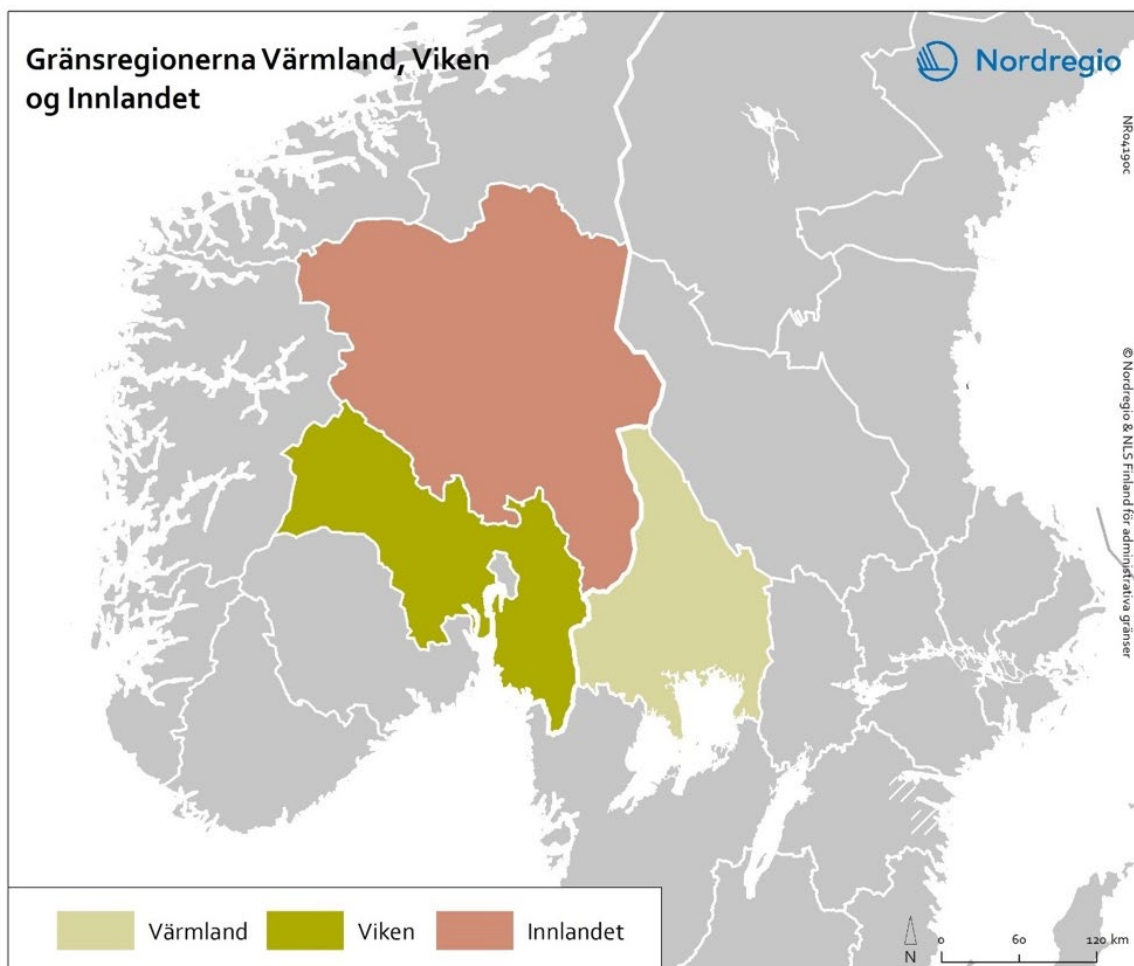 Gränsregionerna Värmland, Viken
og Innlandet
Nordregio
NR04190c
© Nordregio & NLS Finland för administrativa gränser
Värmland
Viken
Innlandet
N
0 60 120 km